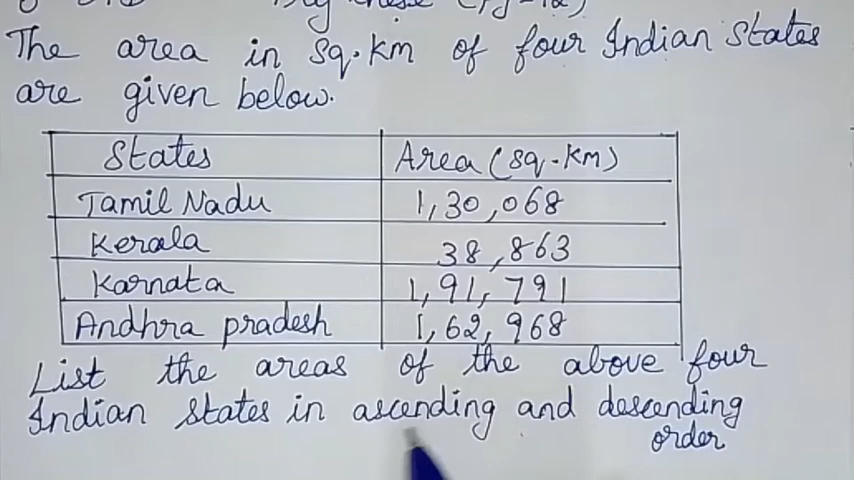 The area in sq.km of four Indian states
are given below.
States Area (sq.km)
Tamil Nadu 1,30,068
Kerala 38,863
Karnata 1,91,791
Andhra pradesh 1,62,968
List the areas of the above four
Indian states in ascending and descending
order